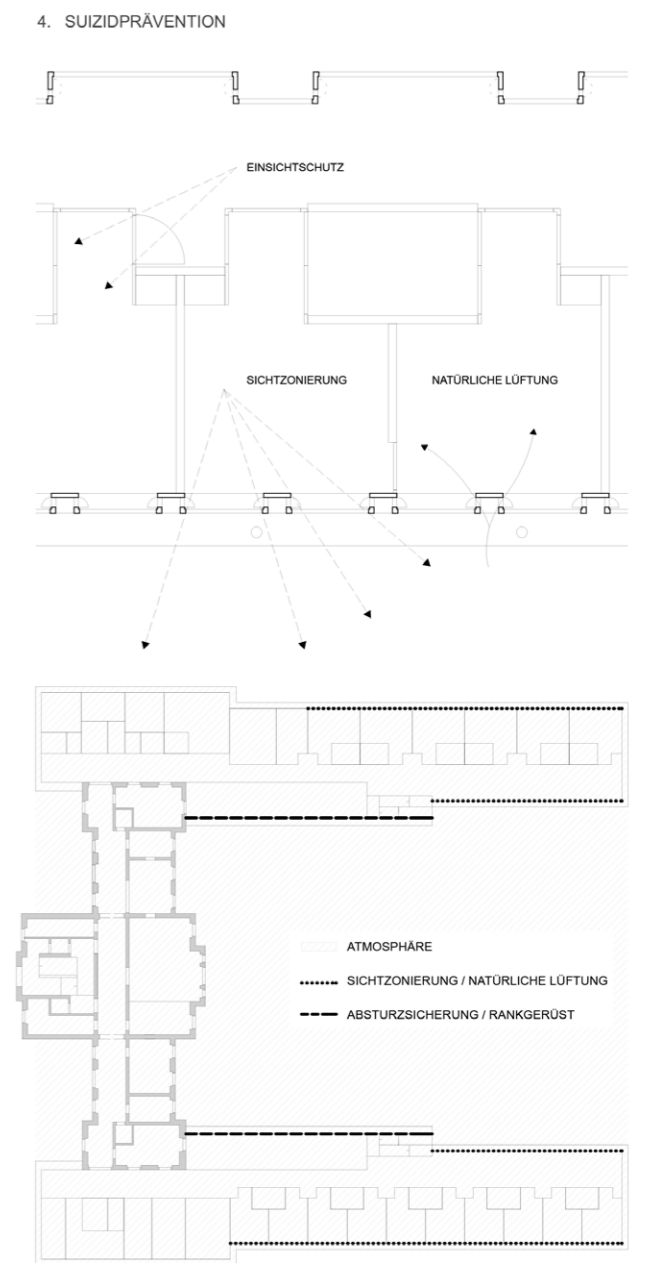 4. SUIZIDPRÄVENTION
EINSICHTSCHUTZ
SICHTZONIERUNG
NATÜRLICHE LÜFTUNG
ATMOSPHÄRE
SICHTZONIERUNG / NATÜRLICHE LÜFTUNG
ABSTURZSICHERUNG / RANKGERÜST